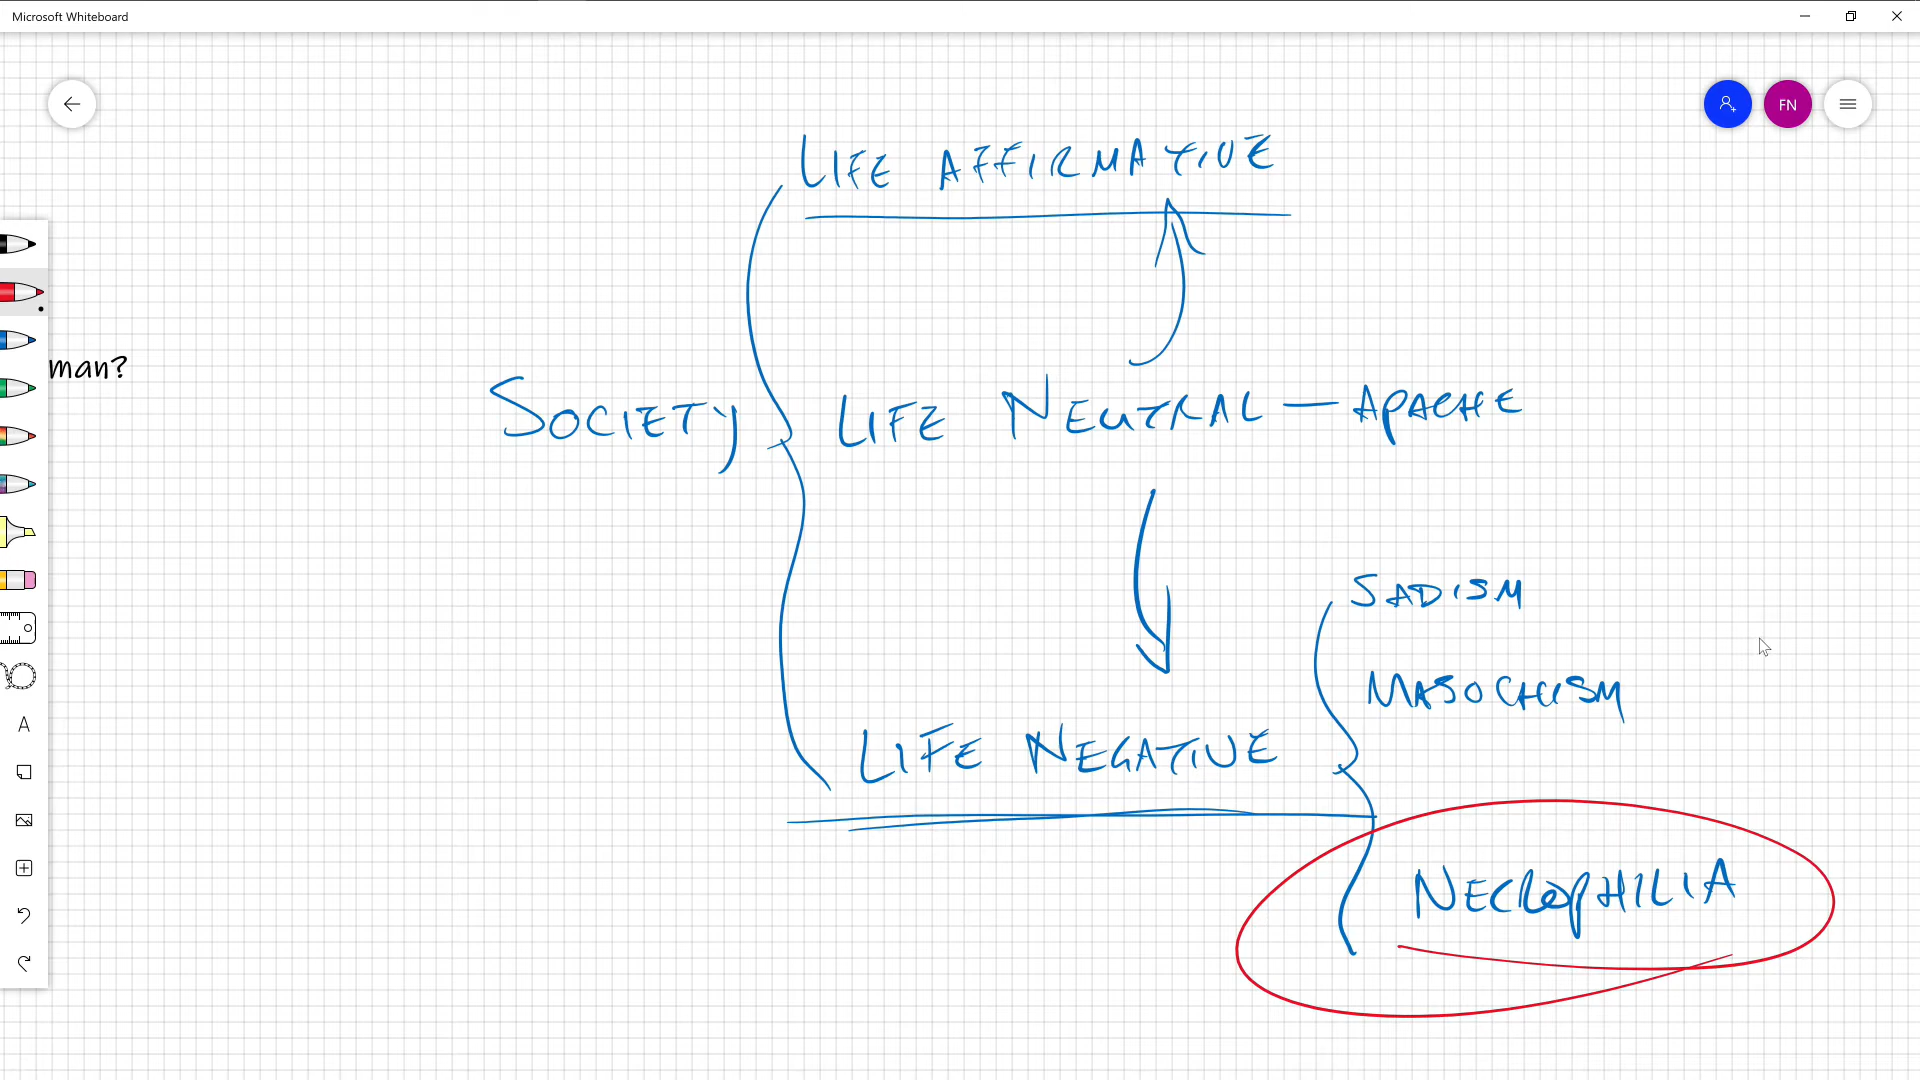 Microsoft Whiteboard
FN
LIFE AFFIRMATIVE
man?
SOCIETY
LIFE NEUTRAL — APACHE
SADISM
MASOCHISM
LIFE NEGATIVE
NECROPHILIA
A